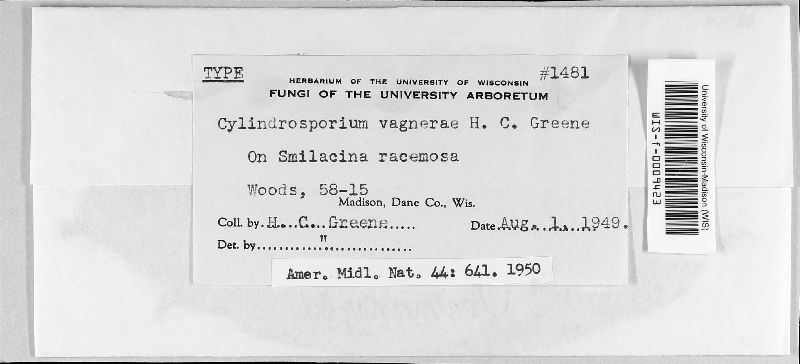 TYPE #1481
HERBARIUM OF THE UNIVERSITY OF WISCONSIN
FUNGI OF THE UNIVERSITY ARBORETUM
Cylindrosporium vagnerae H. C. Greene
On Smilacina racemosa
Woods, 58-15
Madison, Dane Co., Wis.
Coll. by. H...C...Greene..... Date.Aug...1...1949.
Det. by............"................
Amer. Midl. Nat. 44: 641. 1950
University of Wisconsin-Madison (WIS)
WIS-f-0009423